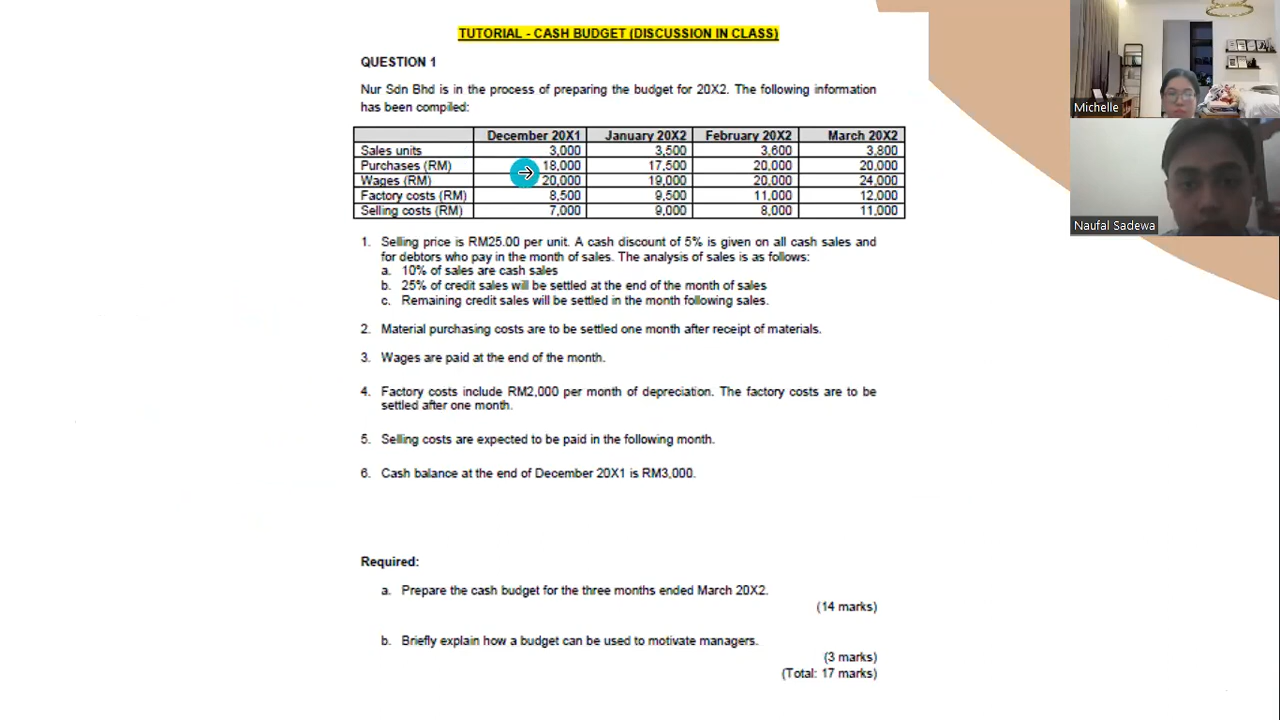 TUTORIAL - CASH BUDGET (DISCUSSION IN CLASS)
QUESTION 1
Nur Sdn Bhd is in the process of preparing the budget for 20X2. The following information
has been compiled:
December 20X1 January 20X2 February 20X2 March 20X2
Sales units 3,000 3,500 3,600 3,800
Purchases (RM) 18,000 17,500 20,000 20,000
Wages (RM) 20,000 19,000 20,000 24,000
Factory costs (RM) 8,500 9,500 11,000 12,000
Selling costs (RM) 7,000 9,000 8,000 11,000
1. Selling price is RM25.00 per unit. A cash discount of 5% is given on all cash sales and
for debtors who pay in the month of sales. The analysis of sales is as follows:
a. 10% of sales are cash sales
b. 25% of credit sales will be settled at the end of the month of sales
c. Remaining credit sales will be settled in the month following sales.
2. Material purchasing costs are to be settled one month after receipt of materials.
3. Wages are paid at the end of the month.
4. Factory costs include RM2,000 per month of depreciation. The factory costs are to be
settled after one month.
5. Selling costs are expected to be paid in the following month.
6. Cash balance at the end of December 20X1 is RM3,000.
Required:
a. Prepare the cash budget for the three months ended March 20X2.
(14 marks)
b. Briefly explain how a budget can be used to motivate managers.
(3 marks)
(Total: 17 marks)
Michelle
Naufal Sadewa